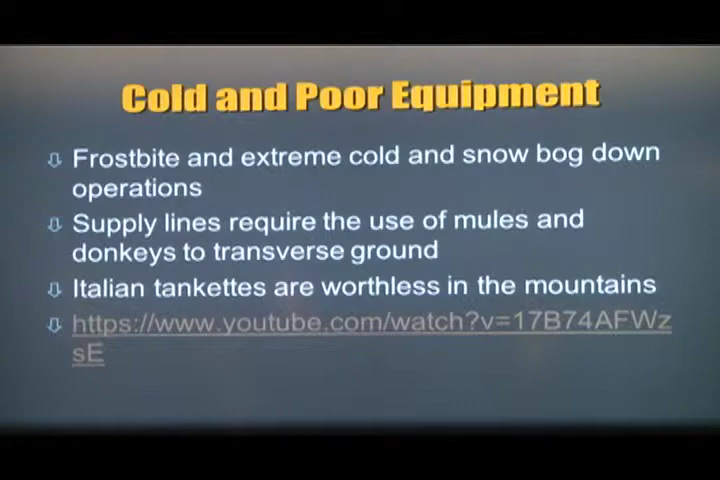 Cold and Poor Equipment
Frostbite and extreme cold and snow bog down
operations
Supply lines require the use of mules and
donkeys to transverse ground
Italian tankettes are worthless in the mountains
https://www.youtube.com/watch?v=17B74AFWz
sE